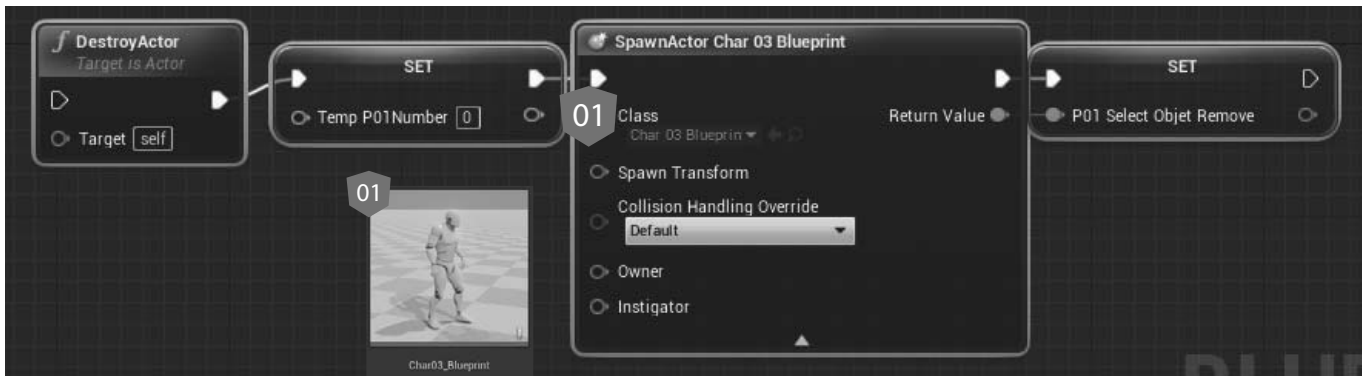 f DestroyActor
Target is Actor
Target self
SET
Temp P01Number 0
01
SpawnActor Char 03 Blueprint
01
Class
Return Value
Char 03 Blueprin
Spawn Transform
Collision Handling Override
Default
Owner
Instigator
SET
P01 Select Objet Remove
Char03_Blueprint